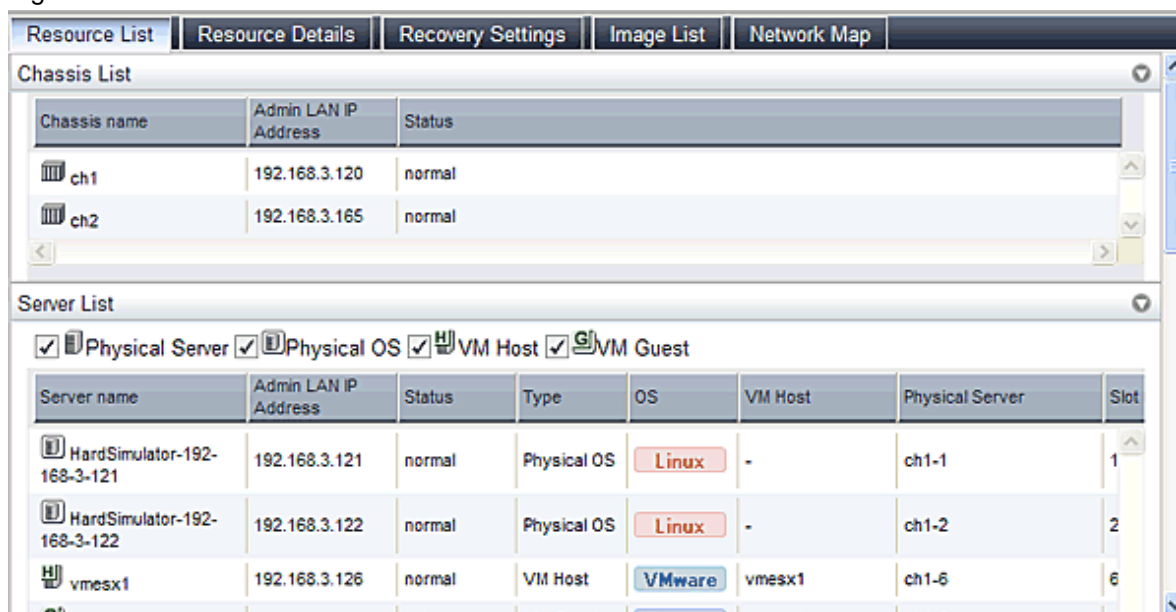 Resource List Resource Details Recovery Settings Image List Network Map
Chassis List
Chassis name Admin LAN IP Address Status
ch1 192.168.3.120 normal
ch2 192.168.3.165 normal
Server List
Physical Server Physical OS VM Host VM Guest
Server name Admin LAN IP Address Status Type OS VM Host Physical Server Slot
HardSimulator-192-168-3-121 192.168.3.121 normal Physical OS Linux - ch1-1 1
HardSimulator-192-168-3-122 192.168.3.122 normal Physical OS Linux - ch1-2 2
vmesx1 192.168.3.126 normal VM Host VMware vmesx1 ch1-6 6